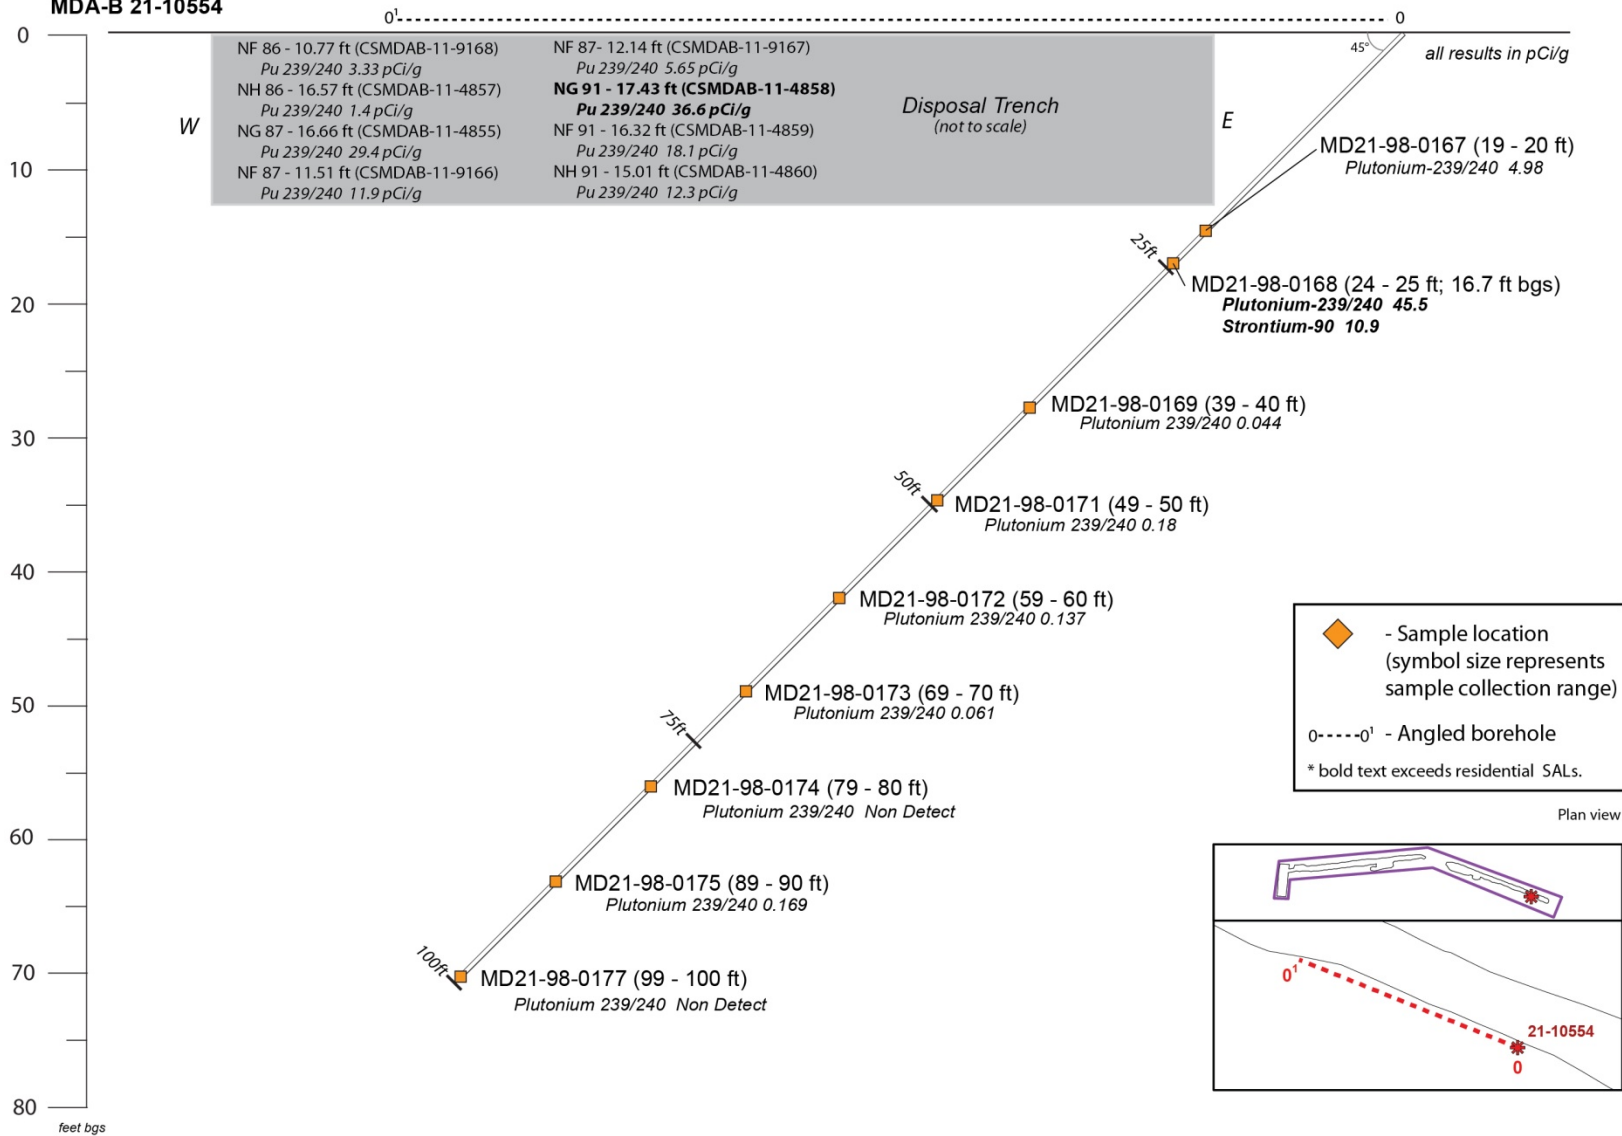 MDA-B 21-10554
0¹
0
45°
all results in pCi/g
0
10
20
30
40
50
60
70
80
feet bgs
W
NF 86 - 10.77 ft (CSMDAB-11-9168)
Pu 239/240 3.33 pCi/g
NH 86 - 16.57 ft (CSMDAB-11-4857)
Pu 239/240 1.4 pCi/g
NG 87 - 16.66 ft (CSMDAB-11-4855)
Pu 239/240 29.4 pCi/g
NF 87 - 11.51 ft (CSMDAB-11-9166)
Pu 239/240 11.9 pCi/g
NF 87- 12.14 ft (CSMDAB-11-9167)
Pu 239/240 5.65 pCi/g
NG 91 - 17.43 ft (CSMDAB-11-4858)
Pu 239/240 36.6 pCi/g
NF 91 - 16.32 ft (CSMDAB-11-4859)
Pu 239/240 18.1 pCi/g
NH 91 - 15.01 ft (CSMDAB-11-4860)
Pu 239/240 12.3 pCi/g
Disposal Trench
(not to scale)
E
MD21-98-0167 (19 - 20 ft)
Plutonium-239/240 4.98
25ft
MD21-98-0168 (24 - 25 ft; 16.7 ft bgs)
Plutonium-239/240 45.5
Strontium-90 10.9
MD21-98-0169 (39 - 40 ft)
Plutonium 239/240 0.044
50ft
MD21-98-0171 (49 - 50 ft)
Plutonium 239/240 0.18
MD21-98-0172 (59 - 60 ft)
Plutonium 239/240 0.137
MD21-98-0173 (69 - 70 ft)
Plutonium 239/240 0.061
75ft
MD21-98-0174 (79 - 80 ft)
Plutonium 239/240 Non Detect
MD21-98-0175 (89 - 90 ft)
Plutonium 239/240 0.169
100ft
MD21-98-0177 (99 - 100 ft)
Plutonium 239/240 Non Detect
- Sample location
(symbol size represents
sample collection range)
0-----0¹ - Angled borehole
* bold text exceeds residential SALs.
Plan view
0¹
21-10554
0